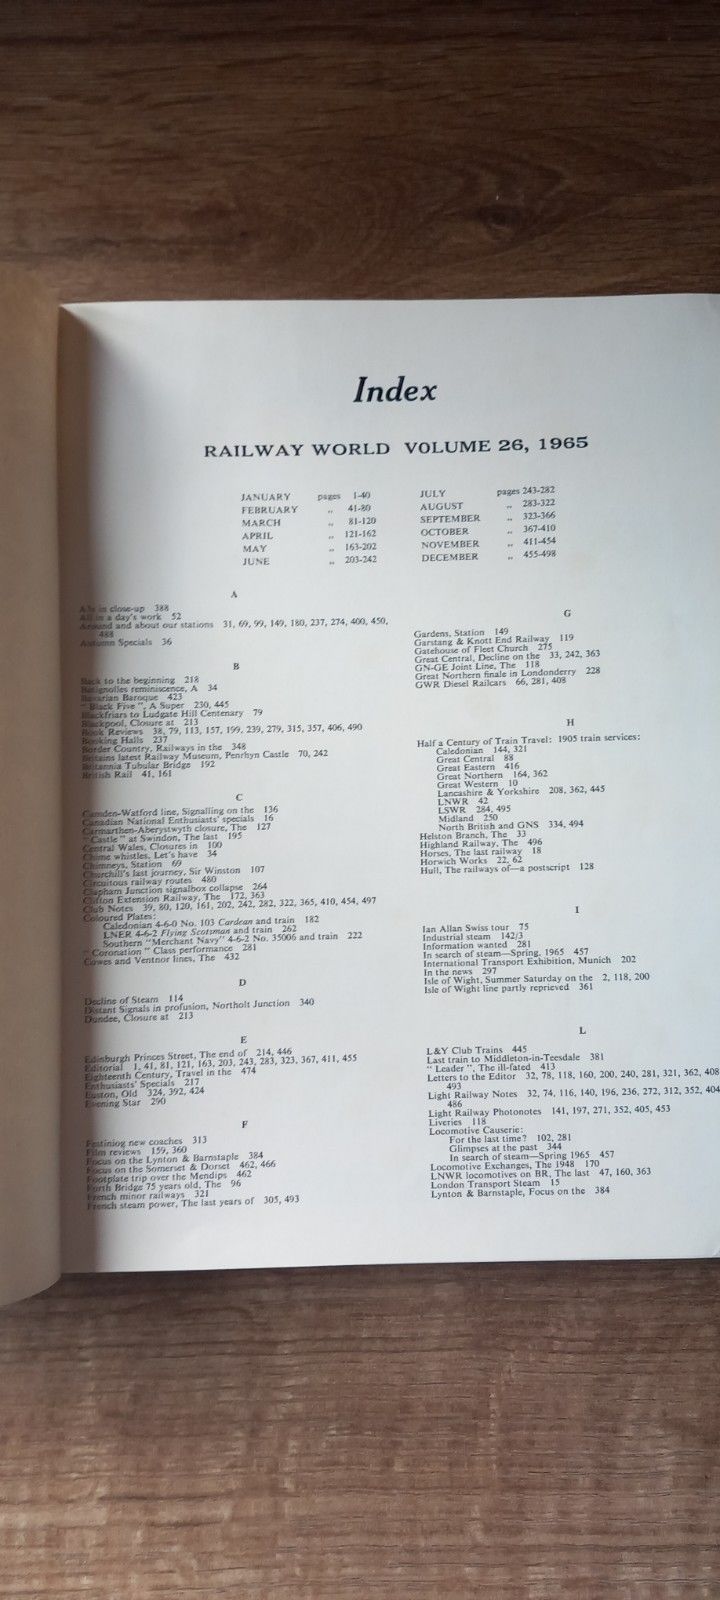 Index
RAILWAY WORLD VOLUME 26, 1965
JANUARY pages 1-40
FEBRUARY „ 41-80
MARCH „ 81-120
APRIL „ 121-162
MAY „ 163-202
JUNE „ 203-242
JULY pages 243-282
AUGUST „ 283-322
SEPTEMBER „ 323-366
OCTOBER „ 367-410
NOVEMBER „ 411-454
DECEMBER „ 455-498
A
in close-up 388
All in a day's work 52
Around and about our stations 31, 69, 99, 149, 180, 237, 274, 400, 450,
488
Autumn Specials 36
B
Back to the beginning 218
Batignolles reminiscence, A 34
Bavarian Baroque 423
" Black Five ", A Super 230, 445
Blackfriars to Ludgate Hill Centenary 79
Blackpool, Closure at 213
Book Reviews 38, 79, 113, 157, 199, 239, 279, 315, 357, 406, 490
Booking Halls 237
Border Country, Railways in the 348
Britains latest Railway Museum, Penrhyn Castle 70, 242
Britannia Tubular Bridge 192
British Rail 41, 161
C
Camden-Watford line, Signalling on the 136
Canadian National Enthusiasts' specials 16
Carmarthen-Aberystwyth closure, The 127
" Castle " at Swindon, The last 195
Central Wales, Closures in 100
Chime whistles, Let's have 34
Chimneys, Station 69
Churchill's last journey, Sir Winston 107
Circuitous railway routes 480
Clapham Junction signalbox collapse 264
Clifton Extension Railway, The 172, 363
Club Notes 39, 80, 120, 161, 202, 242, 282, 322, 365, 410, 454, 497
Coloured Plates:
Caledonian 4-6-0 No. 103 Cardean and train 182
LNER 4-6-2 Flying Scotsman and train 262
Southern "Merchant Navy" 4-6-2 No. 35006 and train 222
" Coronation " Class performance 281
Cowes and Ventnor lines, The 432
D
Decline of Steam 114
Distant Signals in profusion, Northolt Junction 340
Dundee, Closure at 213
E
Edinburgh Princes Street, The end of 214, 446
Editorial 1, 41, 81, 121, 163, 203, 243, 283, 323, 367, 411, 455
Eighteenth Century, Travel in the 474
Enthusiasts' Specials 217
Euston, Old 324, 392, 424
Evening Star 290
F
Festiniog new coaches 313
Film reviews 159, 360
Focus on the Lynton & Barnstaple 384
Focus on the Somerset & Dorset 462, 466
Footplate trip over the Mendips 462
Forth Bridge 75 years old, The 96
French minor railways 321
French steam power, The last years of 305, 493
G
Gardens, Station 149
Garstang & Knott End Railway 119
Gatehouse of Fleet Church 275
Great Central, Decline on the 33, 242, 363
GN-GE Joint Line, The 118
Great Northern finale in Londonderry 228
GWR Diesel Railcars 66, 281, 408
H
Half a Century of Train Travel: 1905 train services:
Caledonian 144, 321
Great Central 88
Great Eastern 416
Great Northern 164, 362
Great Western 10
Lancashire & Yorkshire 208, 362, 445
LNWR 42
LSWR 284, 495
Midland 250
North British and GNS 334, 494
Helston Branch, The 33
Highland Railway, The 496
Horses, The last railway 18
Horwich Works 22, 62
Hull, The railways of—a postscript 128
I
Ian Allan Swiss tour 75
Industrial steam 142/3
Information wanted 281
In search of steam—Spring, 1965 457
International Transport Exhibition, Munich 202
In the news 297
Isle of Wight, Summer Saturday on the 2, 118, 200
Isle of Wight line partly reprieved 361
L
L&Y Club Trains 445
Last train to Middleton-in-Teesdale 381
" Leader ", The ill-fated 413
Letters to the Editor 32, 78, 118, 160, 200, 240, 281, 321, 362, 408
493
Light Railway Notes 32, 74, 116, 140, 196, 236, 272, 312, 352, 404
486
Light Railway Photonotes 141, 197, 271, 352, 405, 453
Liveries 118
Locomotive Causerie:
For the last time? 102, 281
Glimpses at the past 344
In search of steam—Spring 1965 457
Locomotive Exchanges, The 1948 170
LNWR locomotives on BR, The last 47, 160, 363
London Transport Steam 15
Lynton & Barnstaple, Focus on the 384